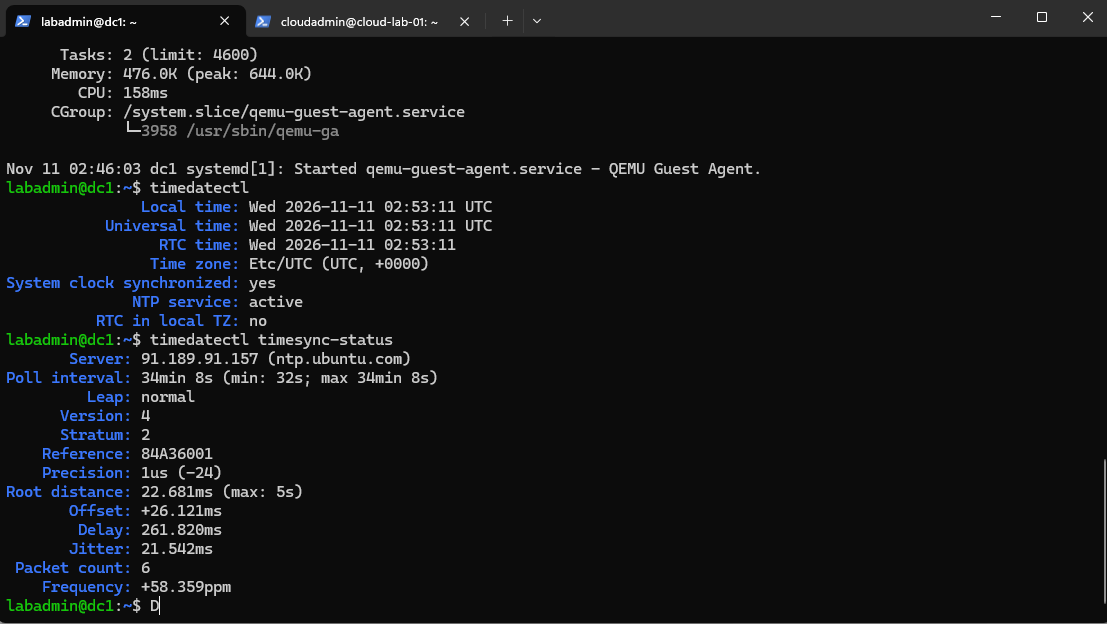 labadmin@dc1: ~
cloudadmin@cloud-lab-01: ~
Tasks: 2 (limit: 4600)
Memory: 476.0K (peak: 644.0K)
CPU: 158ms
CGroup: /system.slice/qemu-guest-agent.service
└─3958 /usr/sbin/qemu-ga
Nov 11 02:46:03 dc1 systemd[1]: Started qemu-guest-agent.service - QEMU Guest Agent.
labadmin@dc1:~$ timedatectl
Local time: Wed 2026-11-11 02:53:11 UTC
Universal time: Wed 2026-11-11 02:53:11 UTC
RTC time: Wed 2026-11-11 02:53:11
Time zone: Etc/UTC (UTC, +0000)
System clock synchronized: yes
NTP service: active
RTC in local TZ: no
labadmin@dc1:~$ timedatectl timesync-status
Server: 91.189.91.157 (ntp.ubuntu.com)
Poll interval: 34min 8s (min: 32s; max 34min 8s)
Leap: normal
Version: 4
Stratum: 2
Reference: 84A36001
Precision: 1us (-24)
Root distance: 22.681ms (max: 5s)
Offset: +26.121ms
Delay: 261.820ms
Jitter: 21.542ms
Packet count: 6
Frequency: +58.359ppm
labadmin@dc1:~$ D